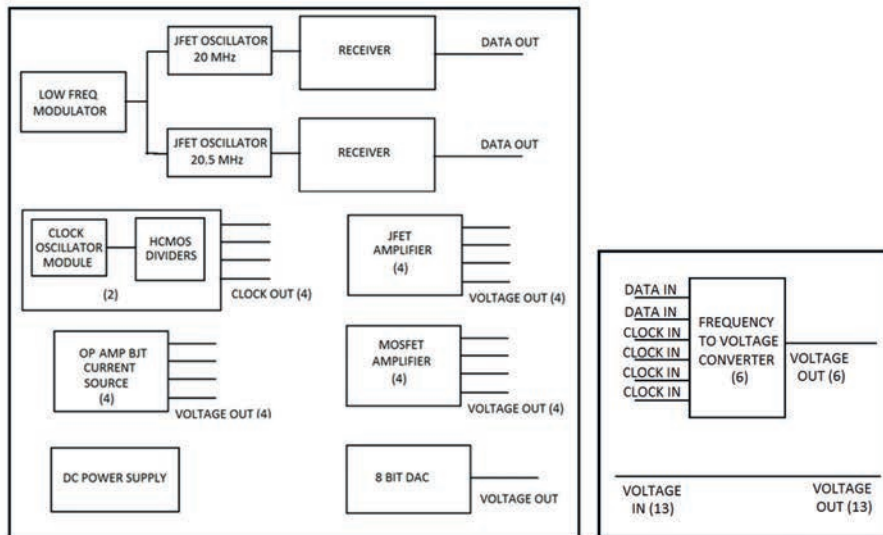 JFET OSCILLATOR
20 MHz
RECEIVER
DATA OUT
LOW FREQ
MODULATOR
JFET OSCILLATOR
20.5 MHz
RECEIVER
DATA OUT
CLOCK
OSCILLATOR
MODULE
HCMOS
DIVIDERS
(2)
CLOCK OUT (4)
JFET
AMPLIFIER
(4)
VOLTAGE OUT (4)
OP AMP BJT
CURRENT
SOURCE
(4)
VOLTAGE OUT (4)
MOSFET
AMPLIFIER
(4)
VOLTAGE OUT (4)
DC POWER SUPPLY
8 BIT DAC
VOLTAGE OUT
DATA IN
DATA IN
CLOCK IN
CLOCK IN
CLOCK IN
CLOCK IN
FREQUENCY
TO VOLTAGE
CONVERTER
(6)
VOLTAGE
OUT (6)
VOLTAGE
IN (13)
VOLTAGE
OUT (13)